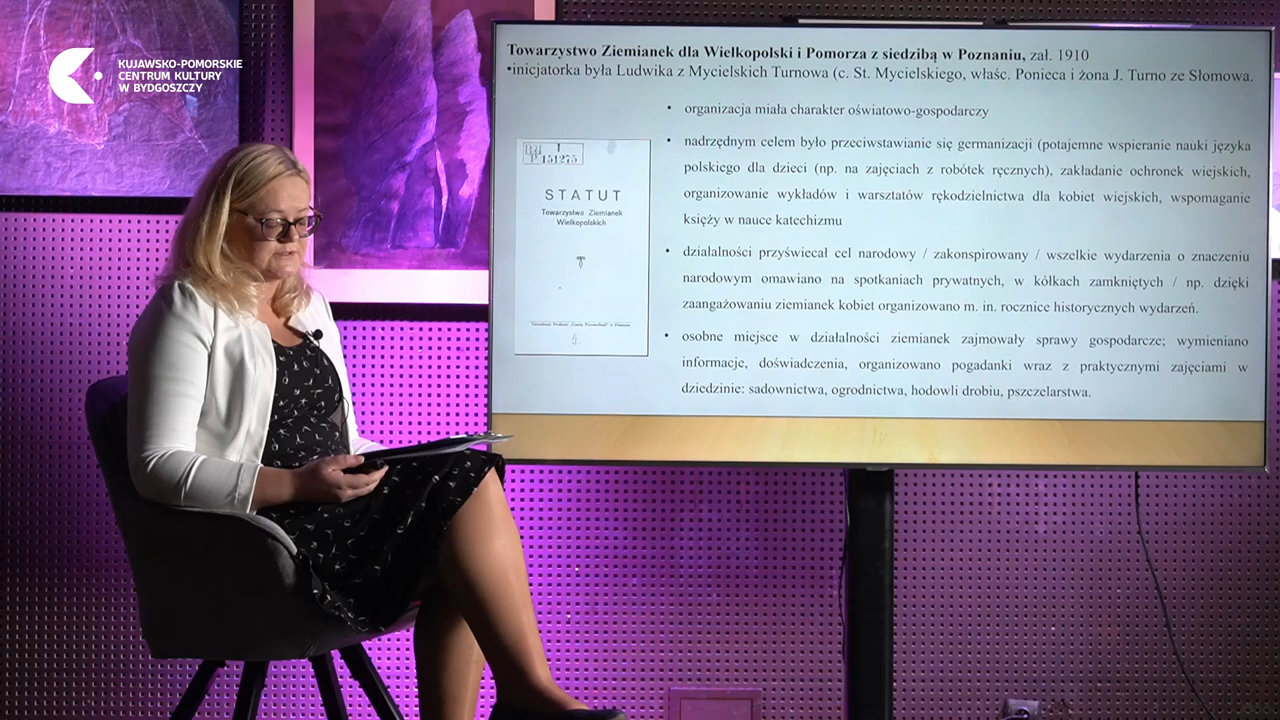 KUJAWSKO-POMORSKIE
CENTRUM KULTURY
W BYDGOSZCZY
Towarzystwo Ziemianek dla Wielkopolski i Pomorza z siedzibą w Poznaniu, zał. 1910
•inicjatorka była Ludwika z Mycielskich Turnowa (c. St. Mycielskiego, właśc. Poniecca i żona J. Turno ze Słomowa.
• organizacja miała charakter oświatowo-gospodarczy
• nadrzędnym celem było przeciwstawianie się germanizacji (potajemne wspieranie nauki języka
polskiego dla dzieci (np. na zajęciach z robótek ręcznych), zakładanie ochronek wiejskich,
organizowanie wykładów i warsztatów rękodzielnictwa dla kobiet wiejskich, wspomaganie
księży w nauce katechizmu
• działalności przyświecał cel narodowy / zakonspirowany / wszelkie wydarzenia o znaczeniu
narodowym omawiano na spotkaniach prywatnych, w kółkach zamkniętych / np. dzięki
zaangażowaniu ziemianek kobiet organizowano m. in. rocznice historycznych wydarzeń.
• osobne miejsce w działalności ziemianek zajmowały sprawy gospodarcze; wymieniano
informacje, doświadczenia, organizowano pogadanki wraz z praktycznymi zajęciami w
dziedzinie: sadownictwa, ogrodnictwa, hodowli drobiu, pszczelarstwa.
151275
STATUT
Towarzystwa Ziemianek
Wielkopolskich